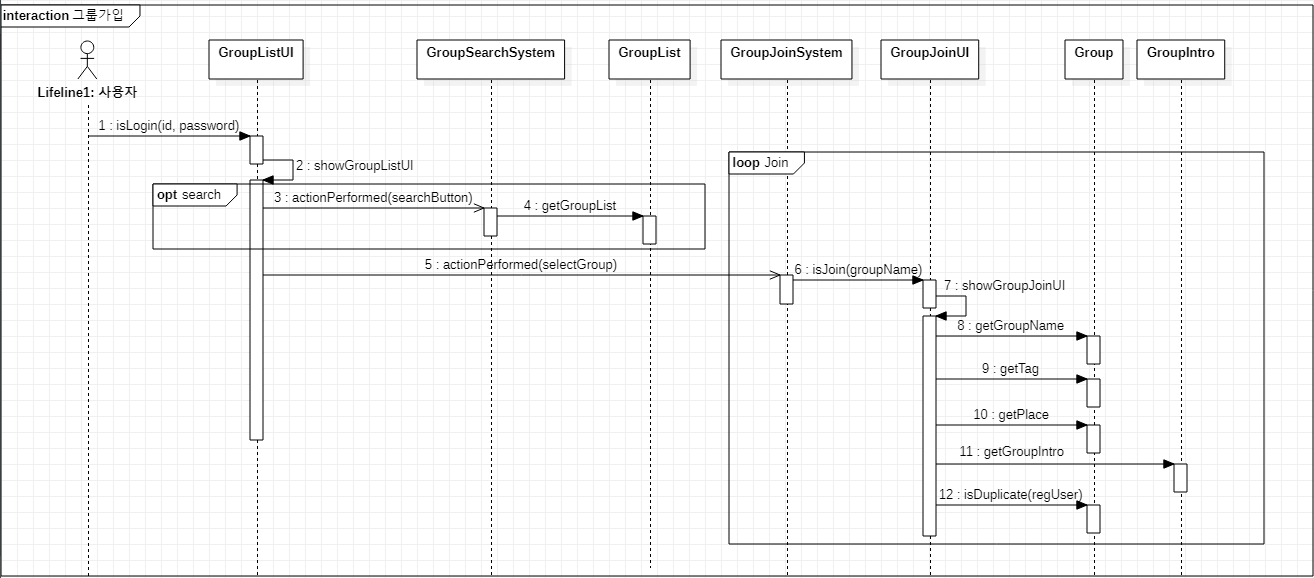 interaction 그룹가입
GroupListUI
GroupSearchSystem
GroupList
GroupJoinSystem
GroupJoinUI
Group
GroupIntro
Lifeline1: 사용자
1 : isLogin(id, password)
2 : showGroupListUI
loop Join
opt search
3 : actionPerformed(searchButton)
4 : getGroupList
5 : actionPerformed(selectGroup)
6 : isJoin(groupName)
7 : showGroupJoinUI
8 : getGroupName
9 : getTag
10 : getPlace
11 : getGroupIntro
12 : isDuplicate(regUser)